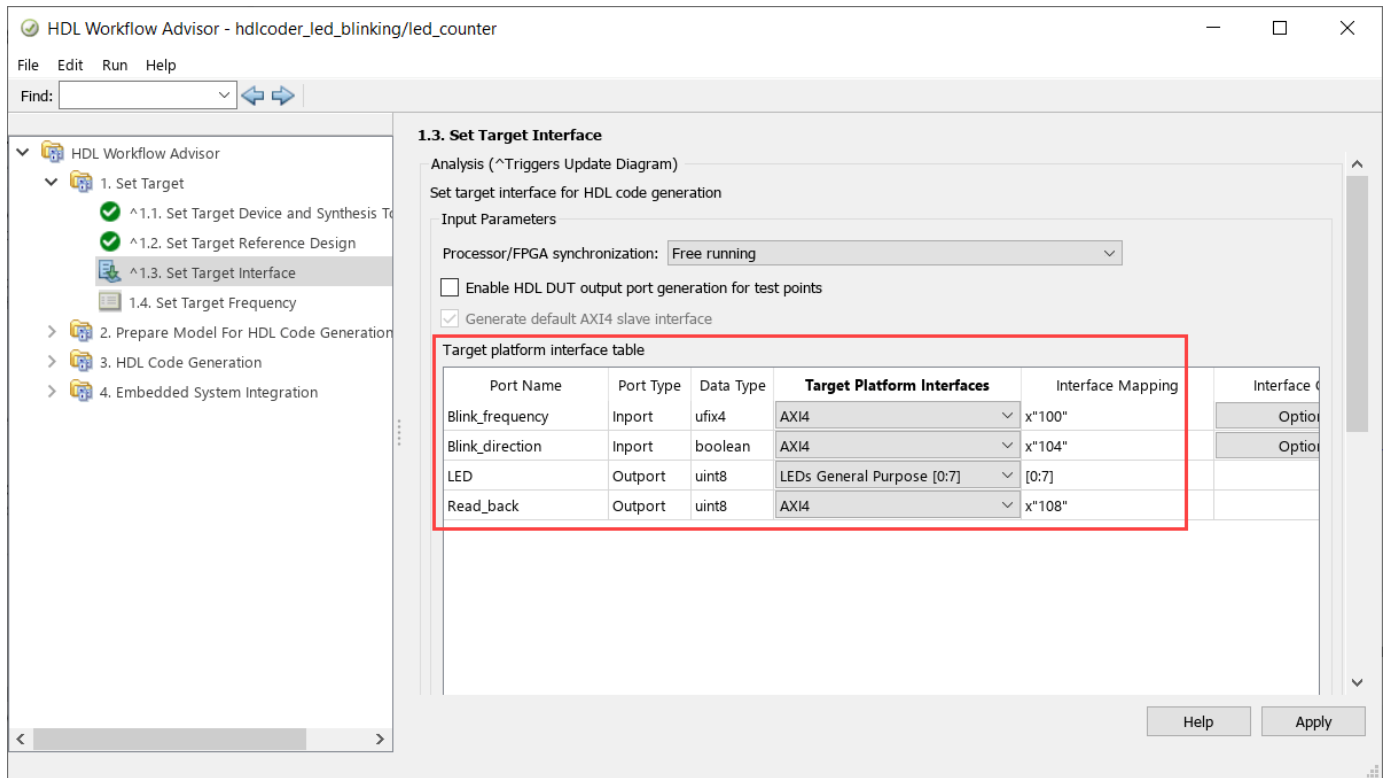 HDL Workflow Advisor - hdlcoder_led_blinking/led_counter
File Edit Run Help
Find:
HDL Workflow Advisor
1. Set Target
^1.1. Set Target Device and Synthesis To
^1.2. Set Target Reference Design
^1.3. Set Target Interface
1.4. Set Target Frequency
2. Prepare Model For HDL Code Generation
3. HDL Code Generation
4. Embedded System Integration
1.3. Set Target Interface
Analysis (^Triggers Update Diagram)
Set target interface for HDL code generation
Input Parameters
Processor/FPGA synchronization: Free running
Enable HDL DUT output port generation for test points
Generate default AXI4 slave interface
Target platform interface table
Port Name Port Type Data Type Target Platform Interfaces Interface Mapping Interface
Blink_frequency Inport ufix4 AXI4 x"100" Option
Blink_direction Inport boolean AXI4 x"104" Option
LED Outport uint8 LEDs General Purpose [0:7] [0:7]
Read_back Outport uint8 AXI4 x"108"
Help Apply